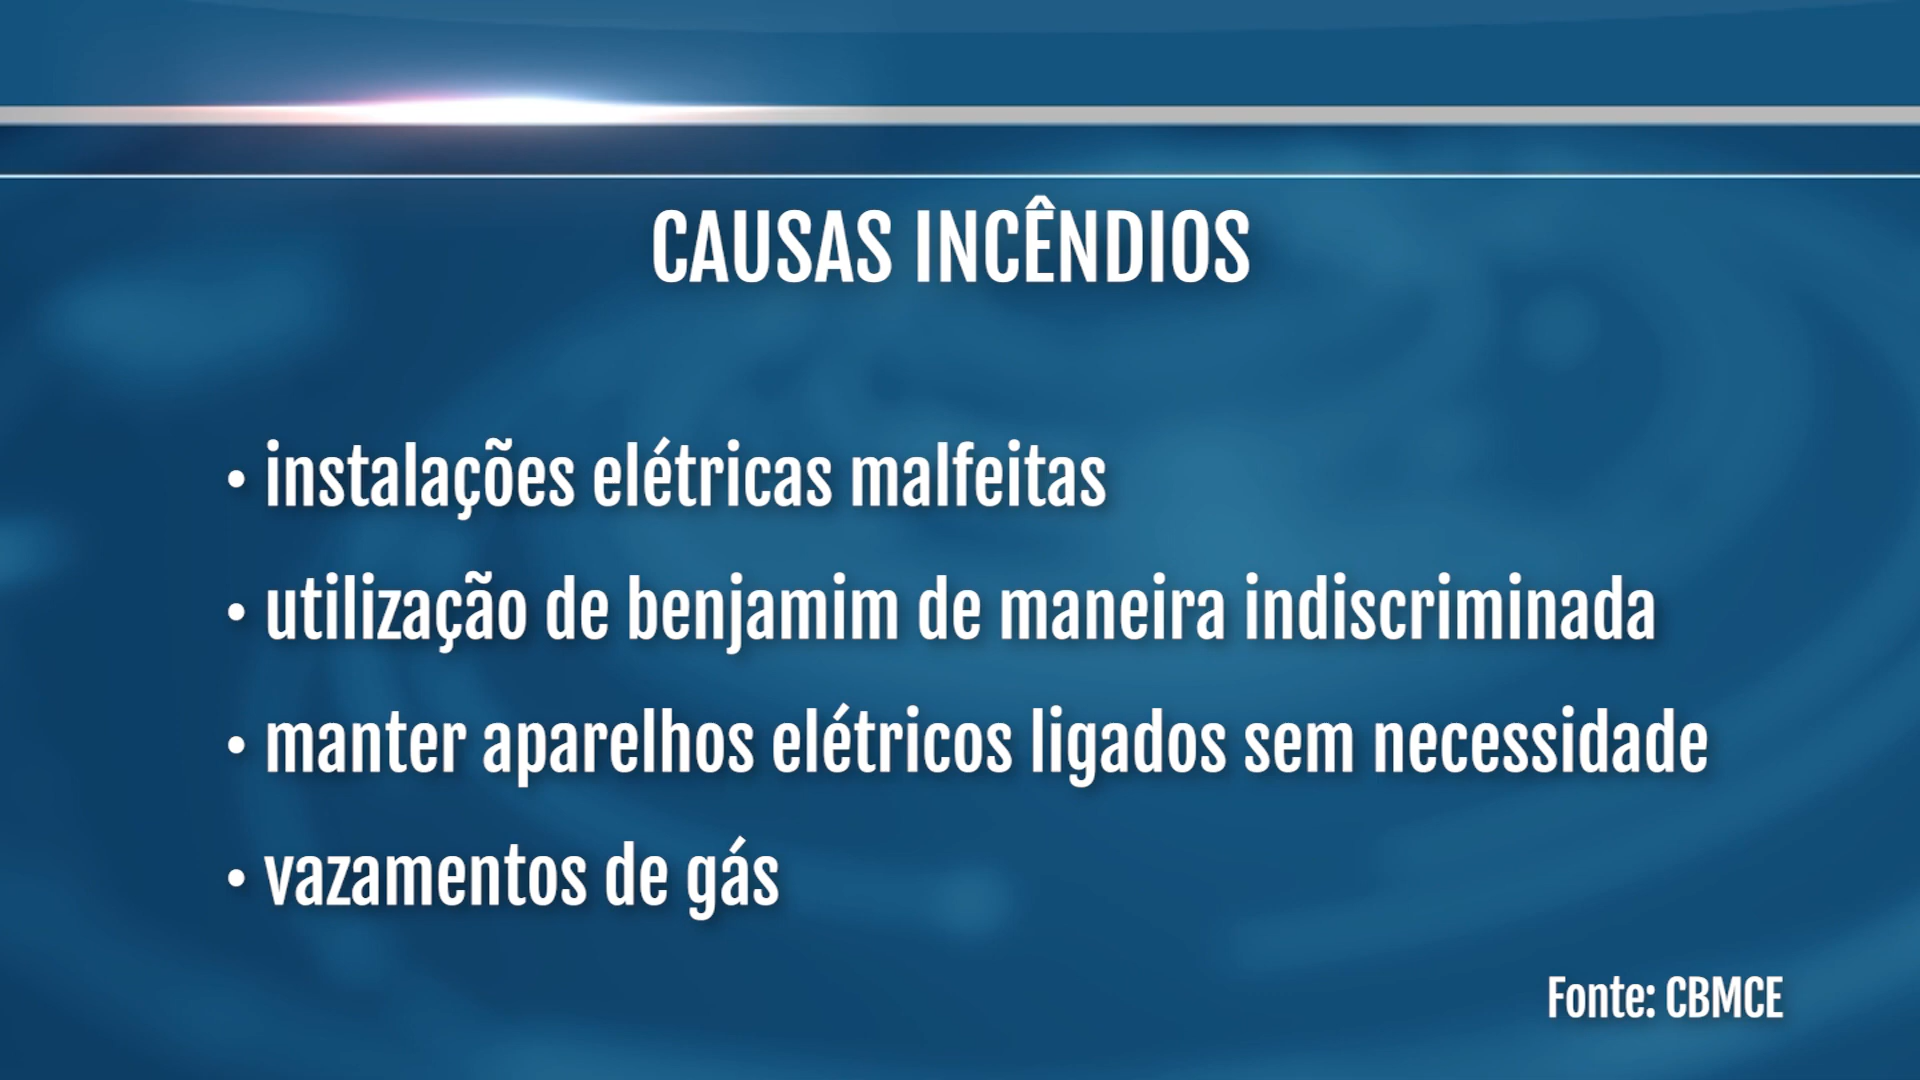 CAUSAS INCÊNDIOS
• instalações elétricas malfeitas
• utilização de benjamim de maneira indiscriminada
• manter aparelhos elétricos ligados sem necessidade
• vazamentos de gás
Fonte: CBMCE